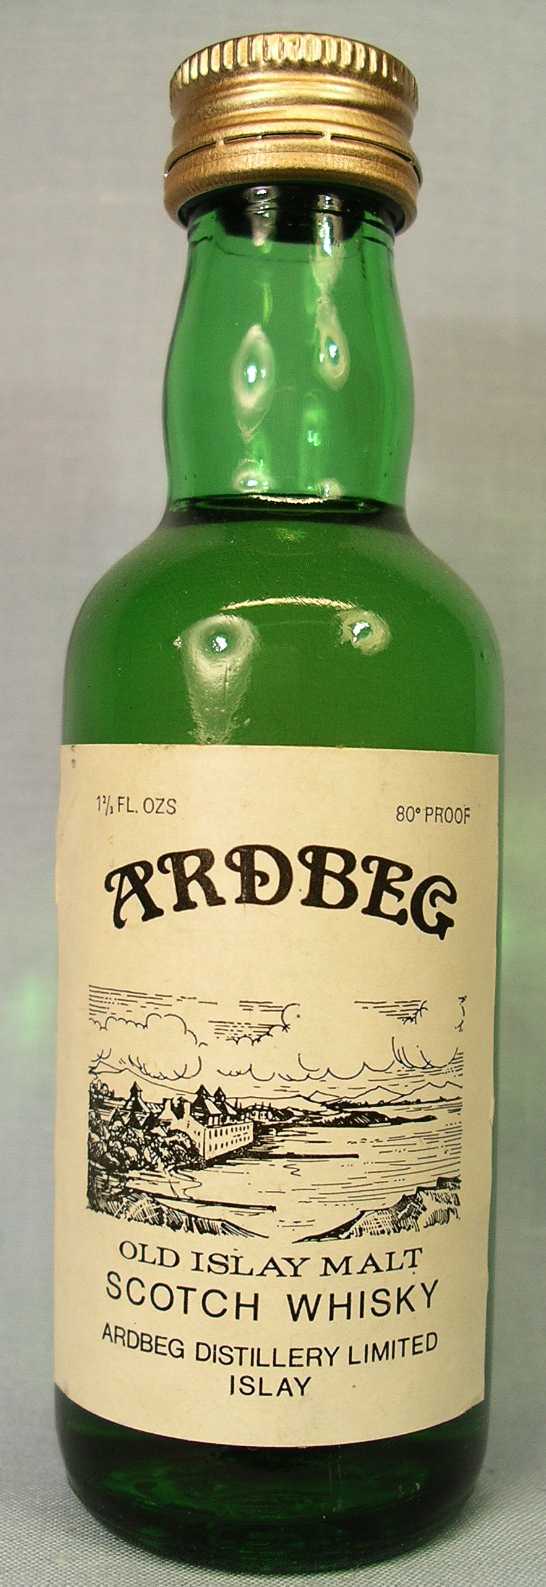 1⅔ FL. OZS
80° PROOF
ARDBEG
OLD ISLAY MALT
SCOTCH WHISKY
ARDBEG DISTILLERY LIMITED
ISLAY